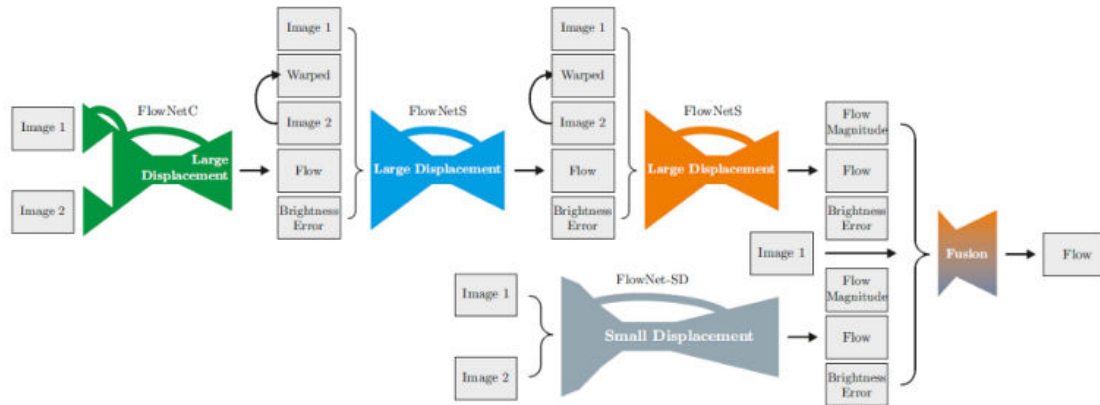 Image 1
Image 2
FlowNetC
Large
Displacement
Image 1
Warped
Image 2
Flow
Brightness
Error
FlowNetS
Large Displacement
Image 1
Warped
Image 2
Flow
Brightness
Error
FlowNetS
Large Displacement
Flow
Magnitude
Flow
Brightness
Error
Image 1
Image 1
Image 2
FlowNet-SD
Small Displacement
Flow
Magnitude
Flow
Brightness
Error
Fusion
Flow